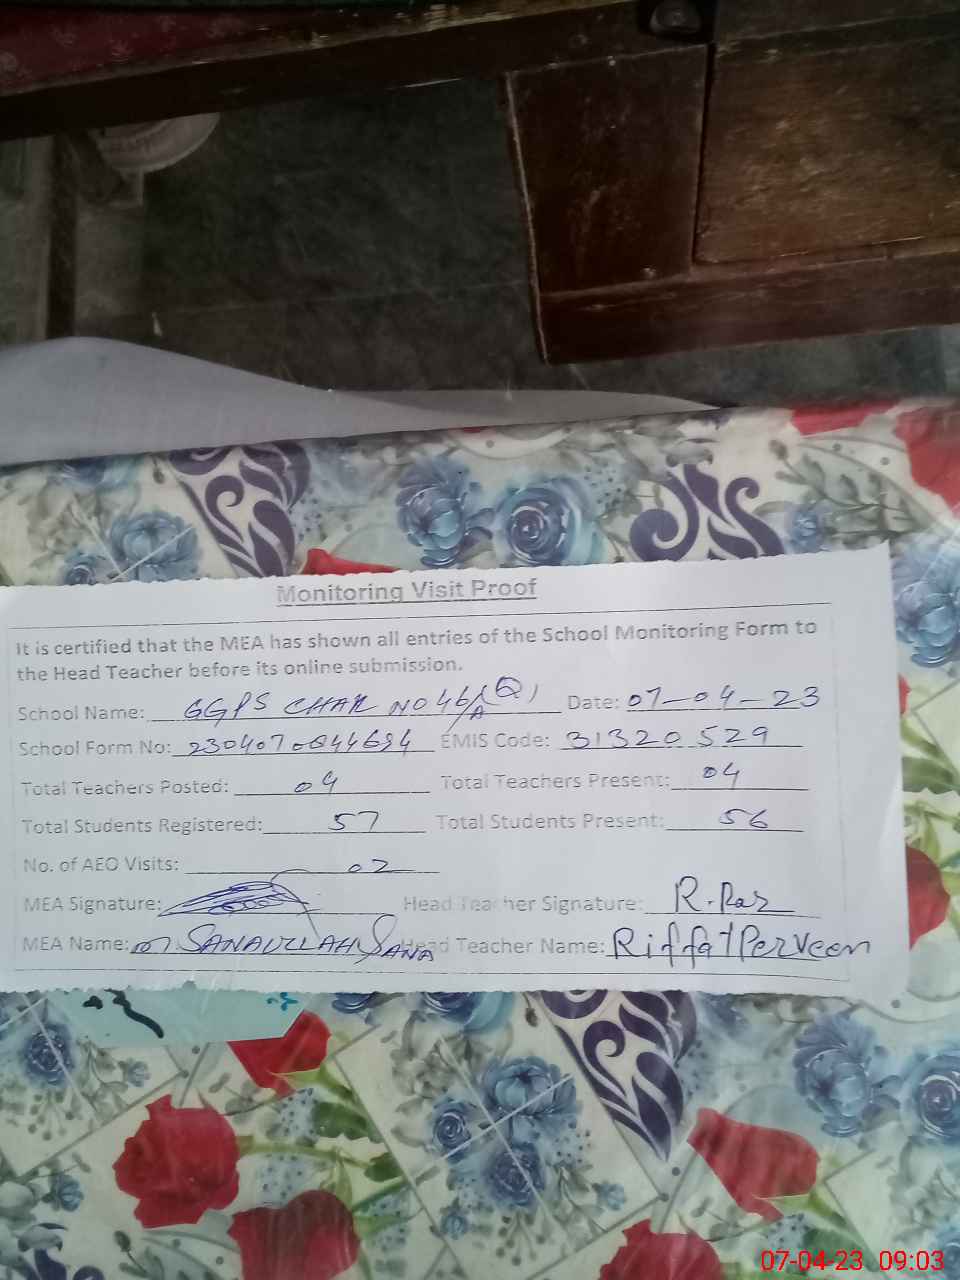 Monitoring Visit Proof
It is certified that the MEA has shown all entries of the School Monitoring Form to
the Head Teacher before its online submission.
School Name: GGPS CHAK NO 46/A Date: 07-04-23
School Form No: EMIS Code: 31320529
Total Teachers Posted: 04 Total Teachers Present: 04
Total Students Registered: 57 Total Students Present: 56
No. of AEO Visits: 02
MEA Signature: Head Teacher Signature:
MEA Name: M. SANAULLAH SANA Head Teacher Name: Riffat Perveen
07-04-23 09:03